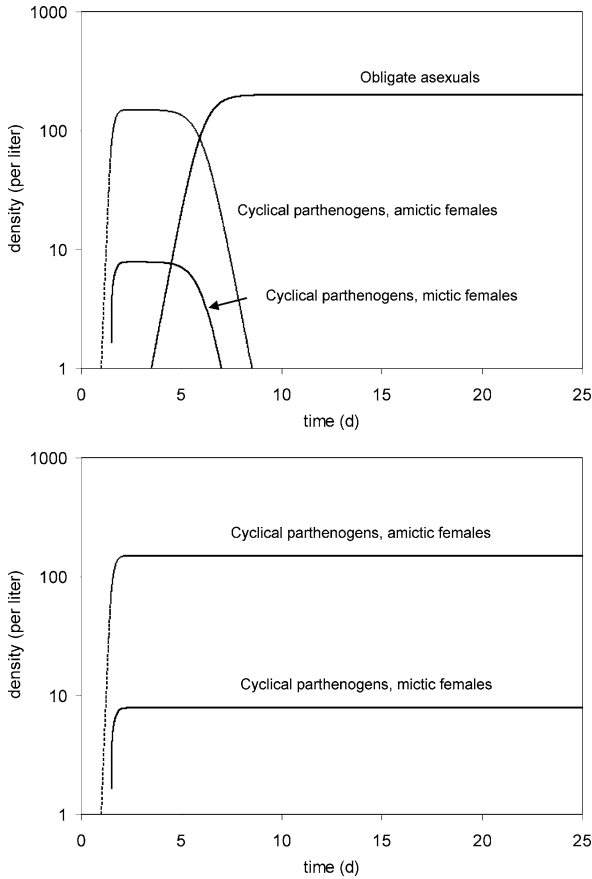 1000
Obligate asexuals
100
density (per liter)
Cyclical parthenogens, amictic females
10
Cyclical parthenogens, mictic females
1
0 5 10 15 20 25
time (d)
1000
Cyclical parthenogens, amictic females
100
density (per liter)
Cyclical parthenogens, mictic females
10
1
0 5 10 15 20 25
time (d)